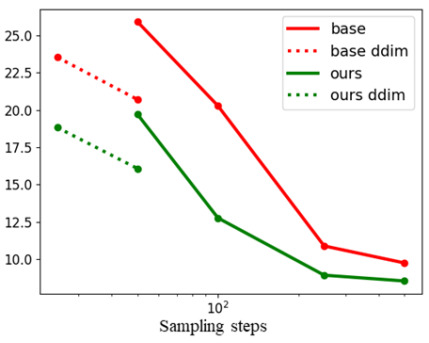 25.0
22.5
20.0
17.5
15.0
12.5
10.0
base
base ddim
ours
ours ddim
10²
Sampling steps